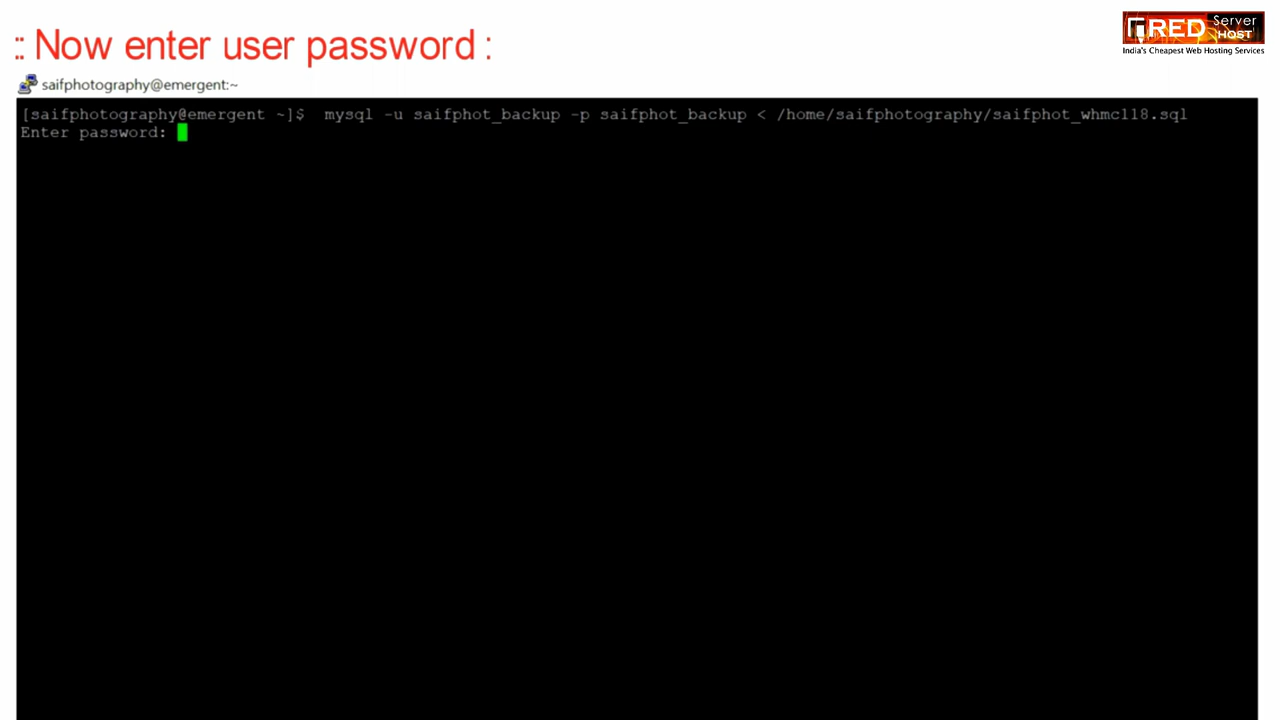 :: Now enter user password :
RED Server HOST
India's Cheapest Web Hosting Services
saifphotography@emergent:~
[saifphotography@emergent ~]$  mysql -u saifphot_backup -p saifphot_backup < /home/saifphotography/saifphot_whmc118.sql
Enter password: